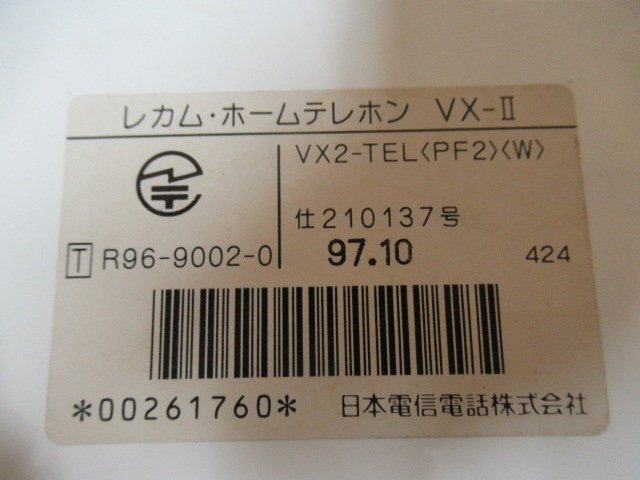 レカム・ホームテレホン VX-Ⅱ
VX2-TEL〈PF2〉〈W〉
仕210137号
T R96-9002-0
97.10
424
*00261760*
日本電信電話株式会社